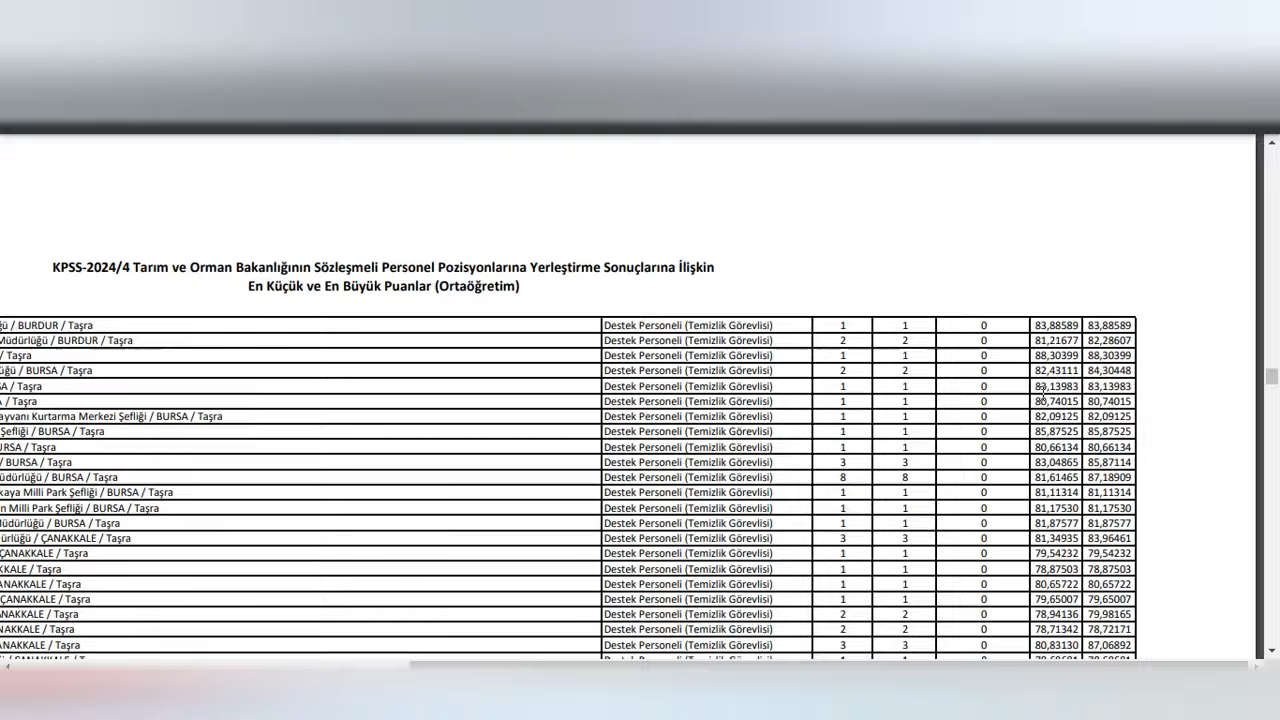 KPSS-2024/4 Tarım ve Orman Bakanlığının Sözleşmeli Personel Pozisyonlarına Yerleştirme Sonuçlarına İlişkin
En Küçük ve En Büyük Puanlar (Ortaöğretim)
ğü / BURDUR / Taşra Destek Personeli (Temizlik Görevlisi) 1 1 0 83,88589 83,88589
Müdürlüğü / BURDUR / Taşra Destek Personeli (Temizlik Görevlisi) 2 2 0 81,21677 82,28607
/ Taşra Destek Personeli (Temizlik Görevlisi) 1 1 0 88,30399 88,30399
üğü / BURSA / Taşra Destek Personeli (Temizlik Görevlisi) 2 2 0 82,43111 84,30448
SA / Taşra Destek Personeli (Temizlik Görevlisi) 1 1 0 83,13983 83,13983
A / Taşra Destek Personeli (Temizlik Görevlisi) 1 1 0 80,74015 80,74015
ayvanı Kurtarma Merkezi Şefliği / BURSA / Taşra Destek Personeli (Temizlik Görevlisi) 1 1 0 82,09125 82,09125
Şefliği / BURSA / Taşra Destek Personeli (Temizlik Görevlisi) 1 1 0 85,87525 85,87525
URSA / Taşra Destek Personeli (Temizlik Görevlisi) 1 1 0 80,66134 80,66134
/ BURSA / Taşra Destek Personeli (Temizlik Görevlisi) 3 3 0 83,04865 85,87114
üdürlüğü / BURSA / Taşra Destek Personeli (Temizlik Görevlisi) 8 8 0 81,61465 87,18909
kaya Milli Park Şefliği / BURSA / Taşra Destek Personeli (Temizlik Görevlisi) 1 1 0 81,11314 81,11314
n Milli Park Şefliği / BURSA / Taşra Destek Personeli (Temizlik Görevlisi) 1 1 0 81,17530 81,17530
Müdürlüğü / BURSA / Taşra Destek Personeli (Temizlik Görevlisi) 1 1 0 81,87577 81,87577
ürlüğü / ÇANAKKALE / Taşra Destek Personeli (Temizlik Görevlisi) 3 3 0 81,34935 83,96461
ÇANAKKALE / Taşra Destek Personeli (Temizlik Görevlisi) 1 1 0 79,54232 79,54232
KKALE / Taşra Destek Personeli (Temizlik Görevlisi) 1 1 0 78,87503 78,87503
ANAKKALE / Taşra Destek Personeli (Temizlik Görevlisi) 1 1 0 80,65722 80,65722
ÇANAKKALE / Taşra Destek Personeli (Temizlik Görevlisi) 1 1 0 79,65007 79,65007
ANAKKALE / Taşra Destek Personeli (Temizlik Görevlisi) 2 2 0 78,94136 79,98165
NAKKALE / Taşra Destek Personeli (Temizlik Görevlisi) 2 2 0 78,71342 78,72171
ANAKKALE / Taşra Destek Personeli (Temizlik Görevlisi) 3 3 0 80,83130 87,06892